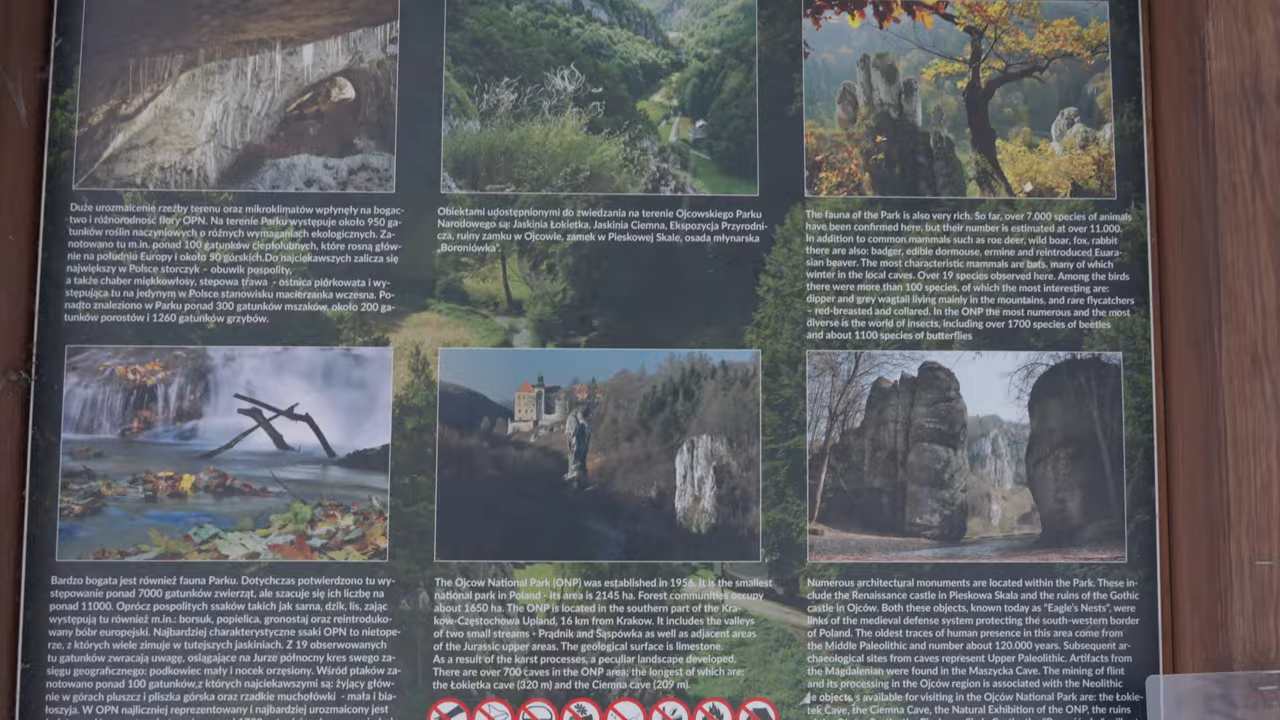 Duże urozmaicenie rzeźby terenu oraz mikroklimatów wpłynęły na bogac-
two i różnorodność flory OPN. Na terenie Parku występuje około 950 ga-
tunków roślin naczyniowych o różnych wymaganiach ekologicznych. Za-
notowano tu m.in. ponad 100 gatunków ciepłolubnych, które rosną głów-
nie na południu Europy i około 50 górskich.Do najciekawszych zalicza się
największy w Polsce storczyk - obuwik pospolity,
a także chaber miękkowłosy, stepowa trawa - ostnica piórkowata i wy-
stępująca tu na jedynym w Polsce stanowisku macierzanka wczesna. Po-
nadto znaleziono w Parku ponad 300 gatunków mszaków, około 200 ga-
tunków porostów i 1260 gatunków grzybów.
Obiektami udostępnionymi do zwiedzania na terenie Ojcowskiego Parku
Narodowego są: Jaskinia Łokietka, Jaskinia Ciemna, Ekspozycja Przyrodni-
cza, ruiny zamku w Ojcowie, zamek w Pieskowej Skale, osada młynarska
„Boroniówka".
The fauna of the Park is also very rich. So far, over 7.000 species of animals
have been confirmed here, but their number is estimated at over 11.000.
In addition to common mammals such as roe deer, wild boar, fox, rabbit
there are also: badger, edible dormouse, ermine and reintroduced Euara-
sian beaver. The most characteristic mammals are bats, many of which
winter in the local caves. Over 19 species observed here. Among the birds
there were more than 100 species, of which the most interesting are:
dipper and grey wagtail living mainly in the mountains, and rare flycatchers
– red-breasted and collared. In the ONP the most numerous and the most
diverse is the world of insects, including over 1700 species of beetles
and about 1100 species of butterflies
Bardzo bogata jest również fauna Parku. Dotychczas potwierdzono tu wy-
stępowanie ponad 7000 gatunków zwierząt, ale szacuje się ich liczbę na
ponad 11000. Oprócz pospolitych ssaków takich jak sarna, dzik, lis, zając
występują tu również m.in.: borsuk, popielica, gronostaj oraz reintroduko-
wany bóbr europejski. Najbardziej charakterystyczne ssaki OPN to nietope-
rze, z których wiele zimuje w tutejszych jaskiniach. Z 19 obserwowanych
tu gatunków zwracają uwagę, osiągające na Jurze północny kres swego za-
sięgu geograficznego: podkowiec mały i nocek orzęsiony. Wśród ptaków za-
notowano ponad 100 gatunków,z których najciekawszymi są: żyjący głów-
nie w górach pluszcz i pliszka górska oraz rzadkie muchołówki - mała i bia-
łoszyja. W OPN najliczniej reprezentowany i najbardziej urozmaicony jest
The Ojcow National Park (ONP) was established in 1956. It is the smallest
national park in Poland - its area is 2145 ha. Forest communities occupy
about 1650 ha. The ONP is located in the southern part of the Kra-
kow-Częstochowa Upland, 16 km from Krakow. It includes the valleys
of two small streams - Prądnik and Sąspówka as well as adjacent areas
of the Jurassic upper areas. The geological surface is limestone.
As a result of the karst processes, a peculiar landscape developed.
There are over 700 caves in the ONP area; the longest of which are:
the Łokietka cave (320 m) and the Ciemna cave (209 m).
Numerous architectural monuments are located within the Park. These in-
clude the Renaissance castle in Pieskowa Skala and the ruins of the Gothic
castle in Ojców. Both these objects, known today as "Eagle's Nests", were
links of the medieval defense system protecting the south-western border
of Poland. The oldest traces of human presence in this area come from
the Middle Paleolithic and number about 120.000 years. Subsequent ar-
chaeological sites from caves represent Upper Paleolithic. Artifacts from
the Magdalenian were found in the Maszycka Cave. The mining of flint
and its processing in the Ojców region is associated with the Neolithic
objects available for visiting in the Ojców National Park are: the Łokie-
tek Cave, the Ciemna Cave, the Natural Exhibition of the ONP, the ruins